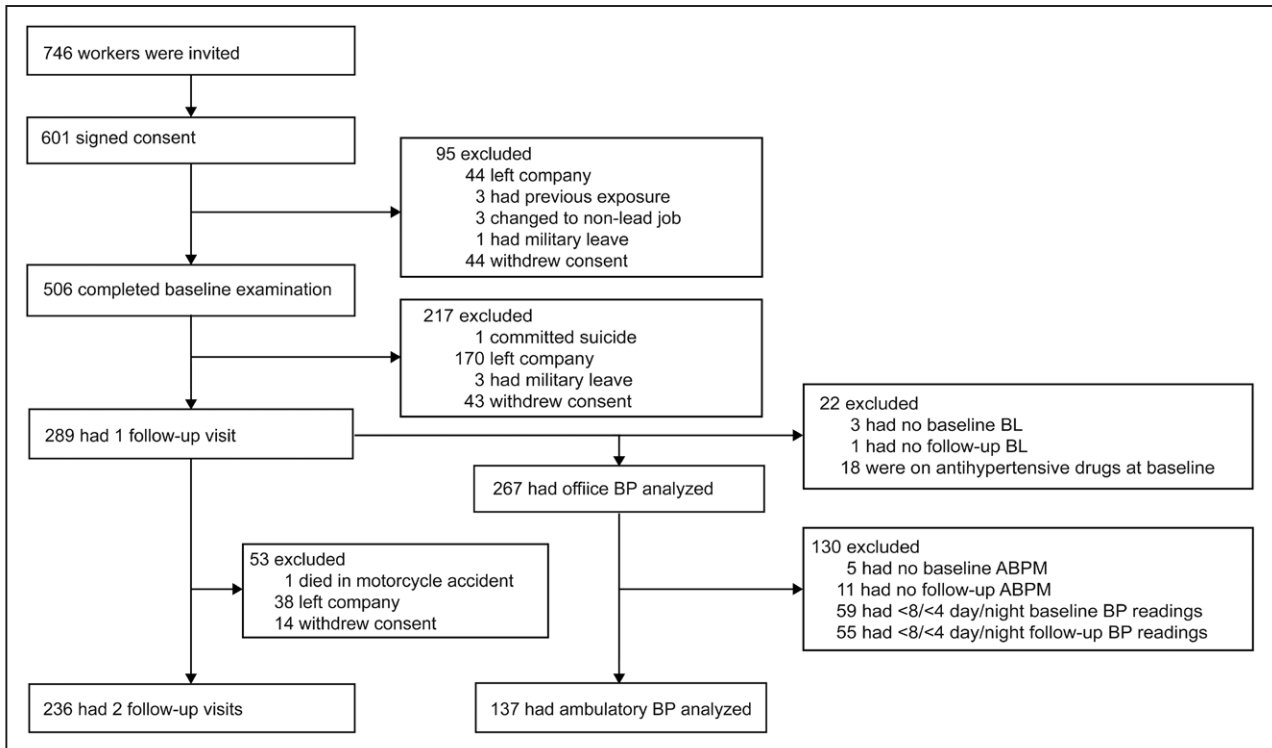 746 workers were invited
601 signed consent
95 excluded
44 left company
3 had previous exposure
3 changed to non-lead job
1 had military leave
44 withdrew consent
506 completed baseline examination
217 excluded
1 committed suicide
170 left company
3 had military leave
43 withdrew consent
289 had 1 follow-up visit
22 excluded
3 had no baseline BL
1 had no follow-up BL
18 were on antihypertensive drugs at baseline
267 had offiice BP analyzed
53 excluded
1 died in motorcycle accident
38 left company
14 withdrew consent
130 excluded
5 had no baseline ABPM
11 had no follow-up ABPM
59 had <8/<4 day/night baseline BP readings
55 had <8/<4 day/night follow-up BP readings
236 had 2 follow-up visits
137 had ambulatory BP analyzed